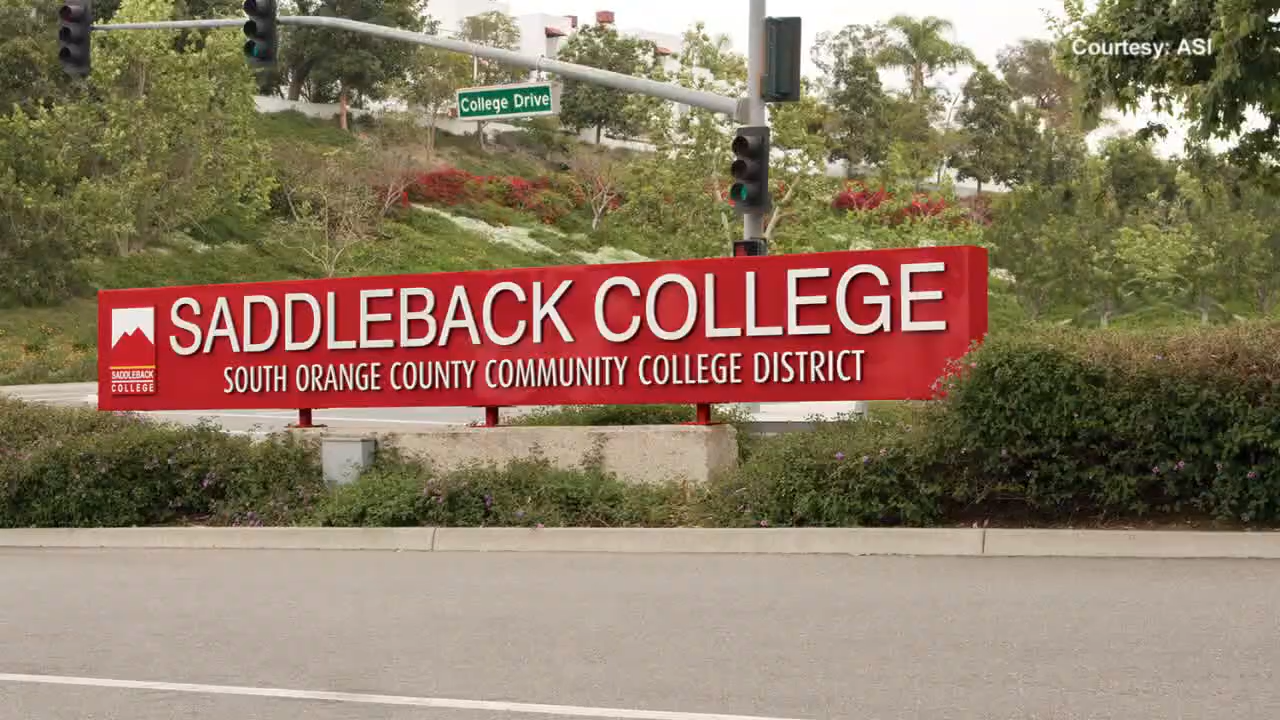 Courtesy: ASI
College Drive
SADDLEBACK COLLEGE
SOUTH ORANGE COUNTY COMMUNITY COLLEGE DISTRICT
SADDLEBACK
COLLEGE